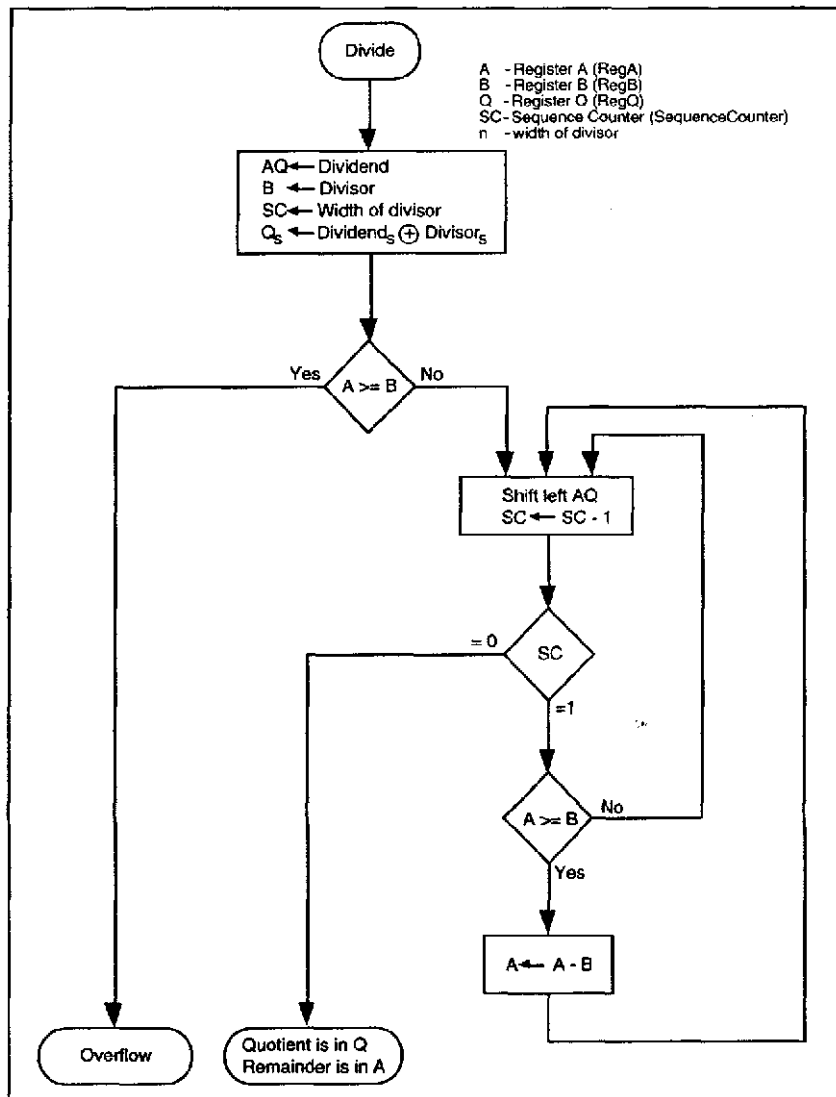 Divide
A - Register A (RegA)
B - Register B (RegB)
Q - Register O (RegQ)
SC - Sequence Counter (SequenceCounter)
n - width of divisor
AQ ← Dividend
B ← Divisor
SC ← Width of divisor
Qs ← Dividends ⊕ Divisors
Yes
A >= B
No
Shift left AQ
SC ← SC - 1
= 0
SC
=1
A >= B
No
Yes
A ← A - B
Overflow
Quotient is in Q
Remainder is in A